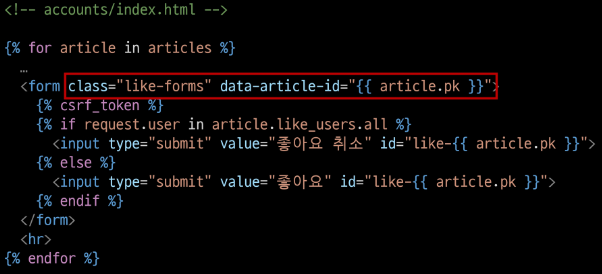 <!-- accounts/index.html -->
{% for article in articles %}
…
<form class="like-forms" data-article-id="{{ article.pk }}">
{% csrf_token %}
{% if request.user in article.like_users.all %}
<input type="submit" value="좋아요 취소" id="like-{{ article.pk }}">
{% else %}
<input type="submit" value="좋아요" id="like-{{ article.pk }}">
{% endif %}
</form>
<hr>
{% endfor %}